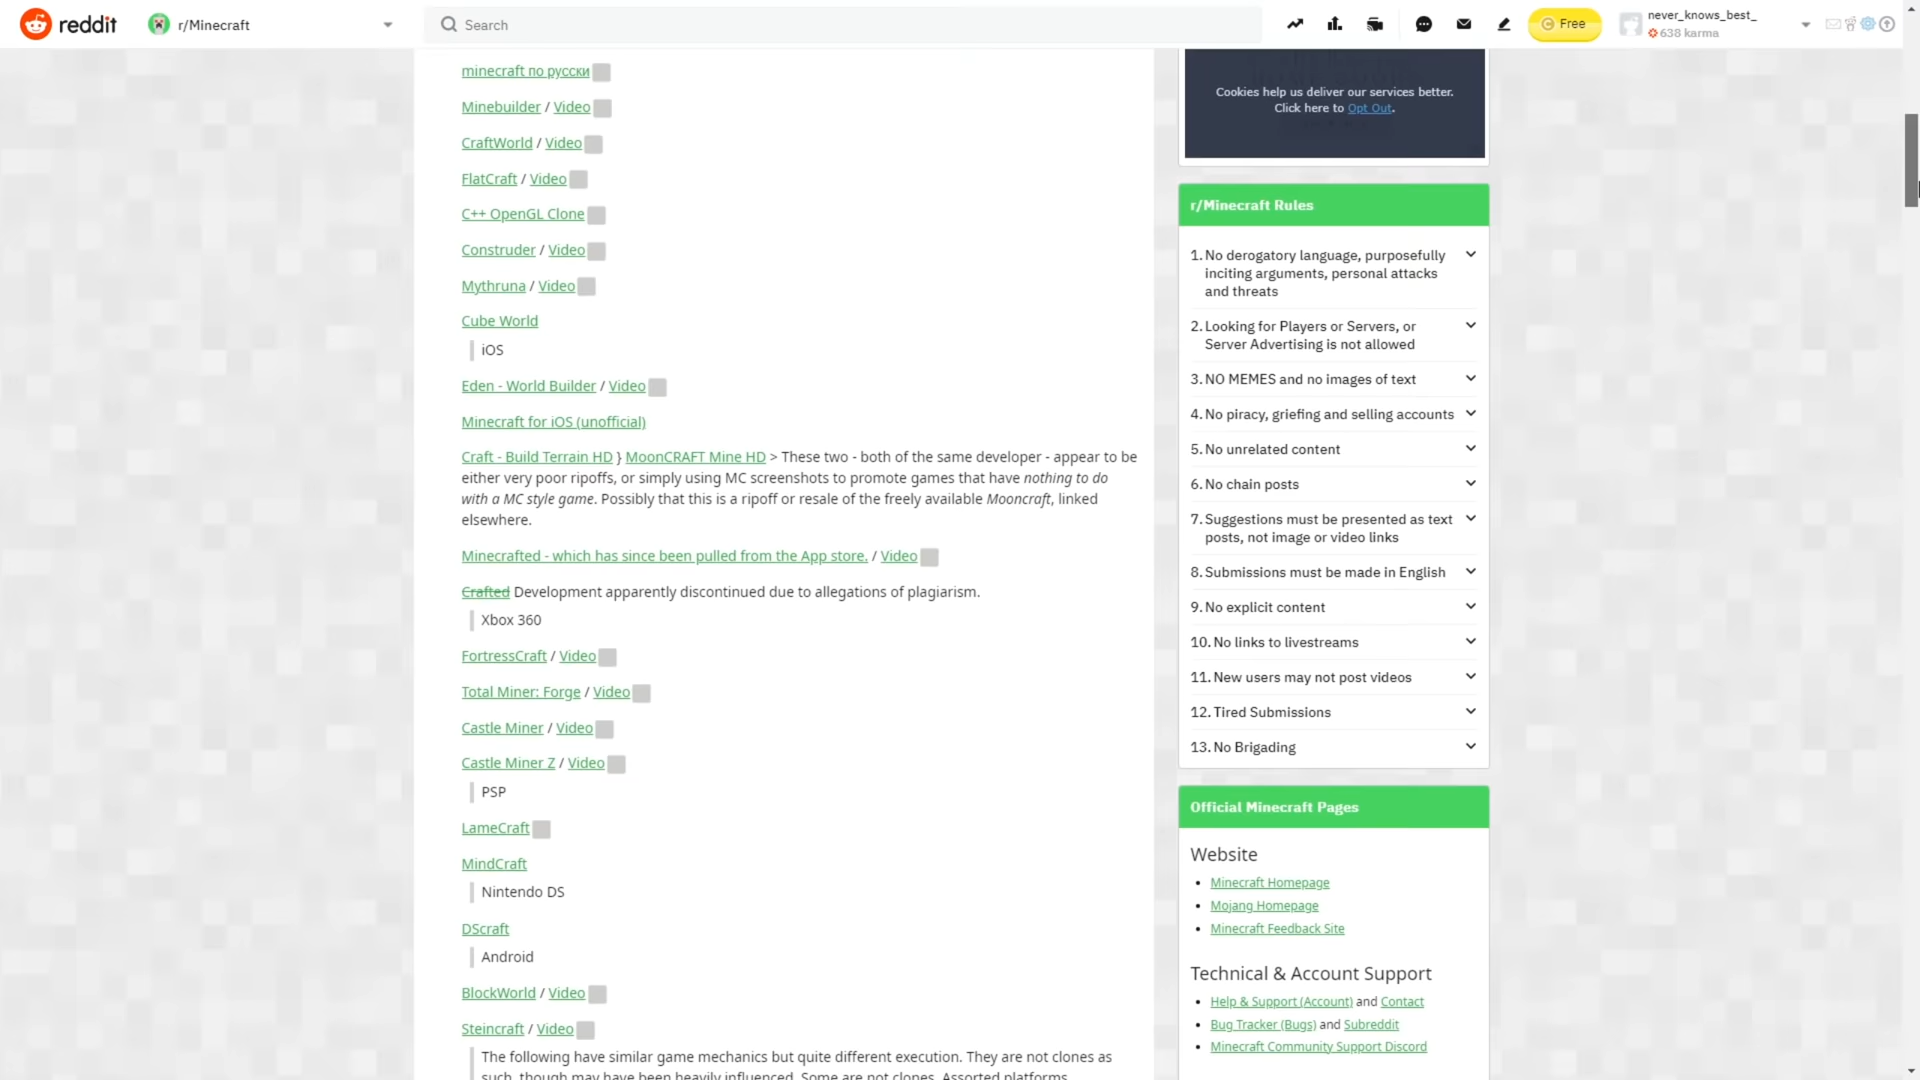 reddit
r/Minecraft
Search
Free
never_knows_best_
638 karma
minecraft по русски
Minebuilder / Video
CraftWorld / Video
FlatCraft / Video
C++ OpenGL Clone
Construder / Video
Mythruna / Video
Cube World
iOS
Eden - World Builder / Video
Minecraft for iOS (unofficial)
Craft - Build Terrain HD } MoonCRAFT Mine HD > These two - both of the same developer - appear to be
either very poor ripoffs, or simply using MC screenshots to promote games that have nothing to do
with a MC style game. Possibly that this is a ripoff or resale of the freely available Mooncraft, linked
elsewhere.
Minecrafted - which has since been pulled from the App store. / Video
Crafted Development apparently discontinued due to allegations of plagiarism.
Xbox 360
FortressCraft / Video
Total Miner: Forge / Video
Castle Miner / Video
Castle Miner Z / Video
PSP
LameCraft
MindCraft
Nintendo DS
DScraft
Android
BlockWorld / Video
Steincraft / Video
The following have similar game mechanics but quite different execution. They are not clones as
such, though may have been heavily influenced. Some are not clones. Assorted platforms.
Cookies help us deliver our services better.
Click here to Opt Out.
r/Minecraft Rules
1. No derogatory language, purposefully
inciting arguments, personal attacks
and threats
2. Looking for Players or Servers, or
Server Advertising is not allowed
3. NO MEMES and no images of text
4. No piracy, griefing and selling accounts
5. No unrelated content
6. No chain posts
7. Suggestions must be presented as text
posts, not image or video links
8. Submissions must be made in English
9. No explicit content
10. No links to livestreams
11. New users may not post videos
12. Tired Submissions
13. No Brigading
Official Minecraft Pages
Website
• Minecraft Homepage
• Mojang Homepage
• Minecraft Feedback Site
Technical & Account Support
• Help & Support (Account) and Contact
• Bug Tracker (Bugs) and Subreddit
• Minecraft Community Support Discord